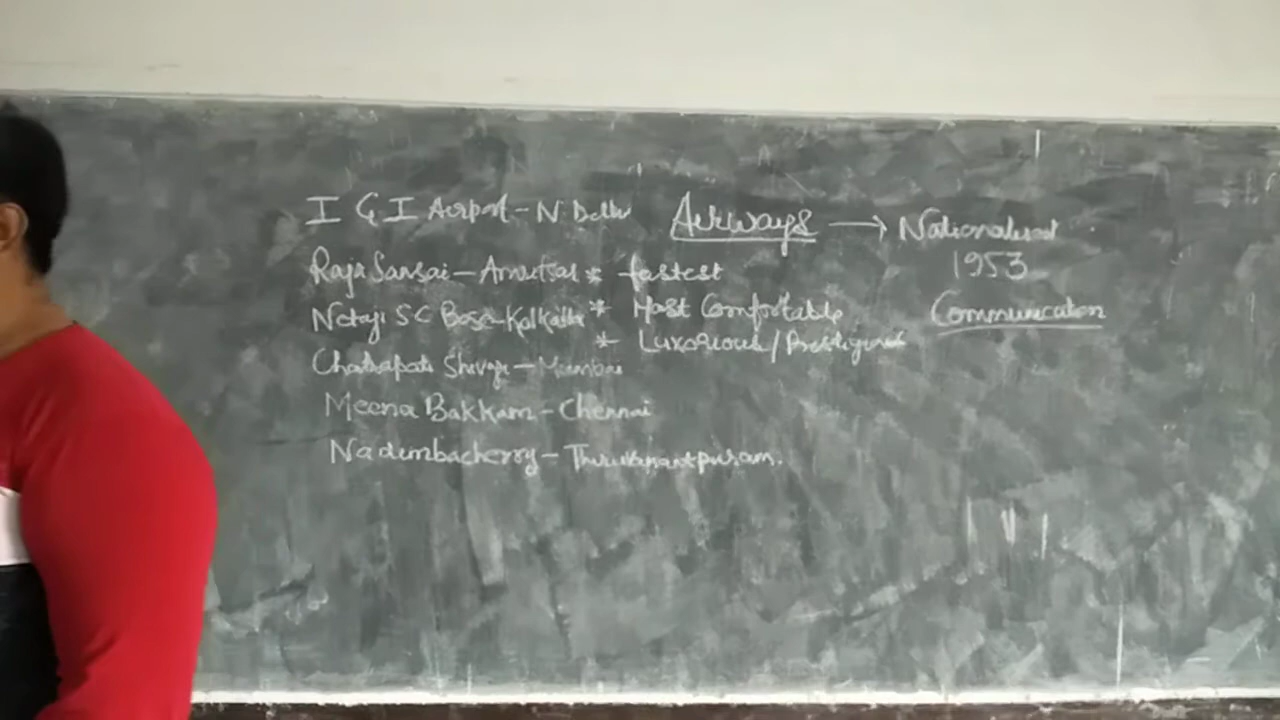 I G I Airport - N Delhi
Raja Sansai - Amritsar
Netaji S C Bose - Kolkatta
Chatrapati Shivaji - Mumbai
Meena Bakkam - Chennai
Nadimbacherry - Thiruvanantpuram.
Airways → Nationalised
1953
* fastest
* Most Comfortable
* Luxorious / Prestigious
Communication